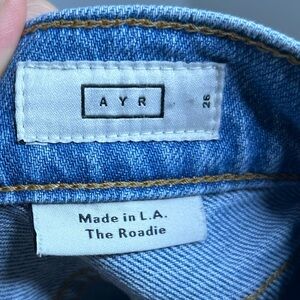 AYR
26
Made in L.A.
The Roadie